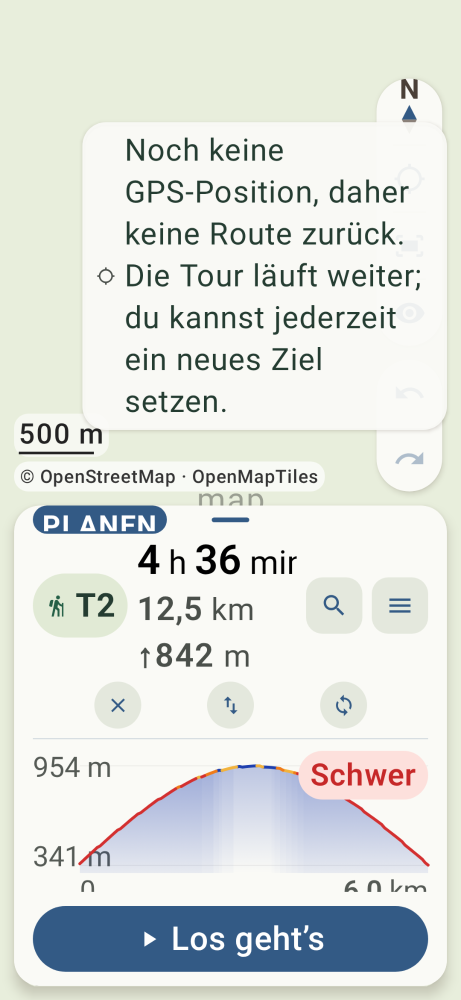 N
Noch keine
GPS-Position, daher
keine Route zurück.
Die Tour läuft weiter;
du kannst jederzeit
ein neues Ziel
setzen.
500 m
© OpenStreetMap · OpenMapTiles
map
PLANEN
4 h 36 mir
T2
12,5 km
↑842 m
954 m
Schwer
341 m
0
6,0 km
Los geht’s